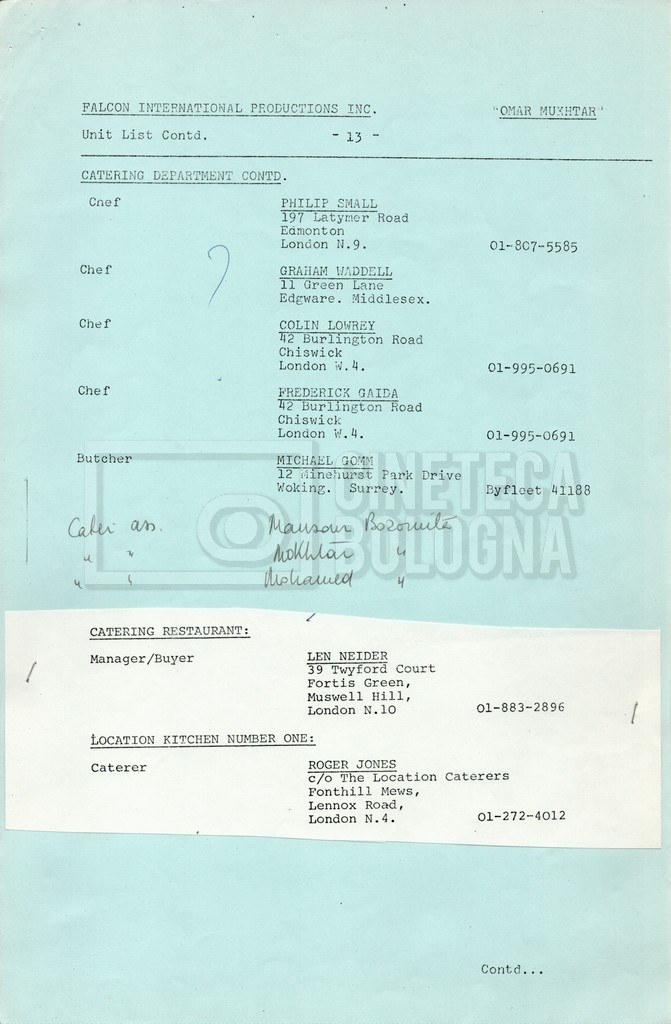 FALCON INTERNATIONAL PRODUCTIONS INC. "OMAR MUKHTAR"
Unit List Contd. - 13 -
CATERING DEPARTMENT CONTD.
Chef PHILIP SMALL
197 Latymer Road
Edmonton
London N.9. 01-807-5585
Chef GRAHAM WADDELL
11 Green Lane
Edgware. Middlesex.
Chef COLIN LOWREY
42 Burlington Road
Chiswick
London W.4. 01-995-0691
Chef FREDERICK GAIDA
42 Burlington Road
Chiswick
London W.4. 01-995-0691
Butcher MICHAEL GOMM
12 Minehurst Park Drive
Woking. Surrey. Byfleet 41188
CINETECA
BOLOGNA
Cater ass. Mansour
" " Mokhtar "
" " Mohamed "
CATERING RESTAURANT:
Manager/Buyer LEN NEIDER
39 Twyford Court
Fortis Green,
Muswell Hill,
London N.10 01-883-2896
LOCATION KITCHEN NUMBER ONE:
Caterer ROGER JONES
c/o The Location Caterers
Fonthill Mews,
Lennox Road,
London N.4. 01-272-4012
Contd...